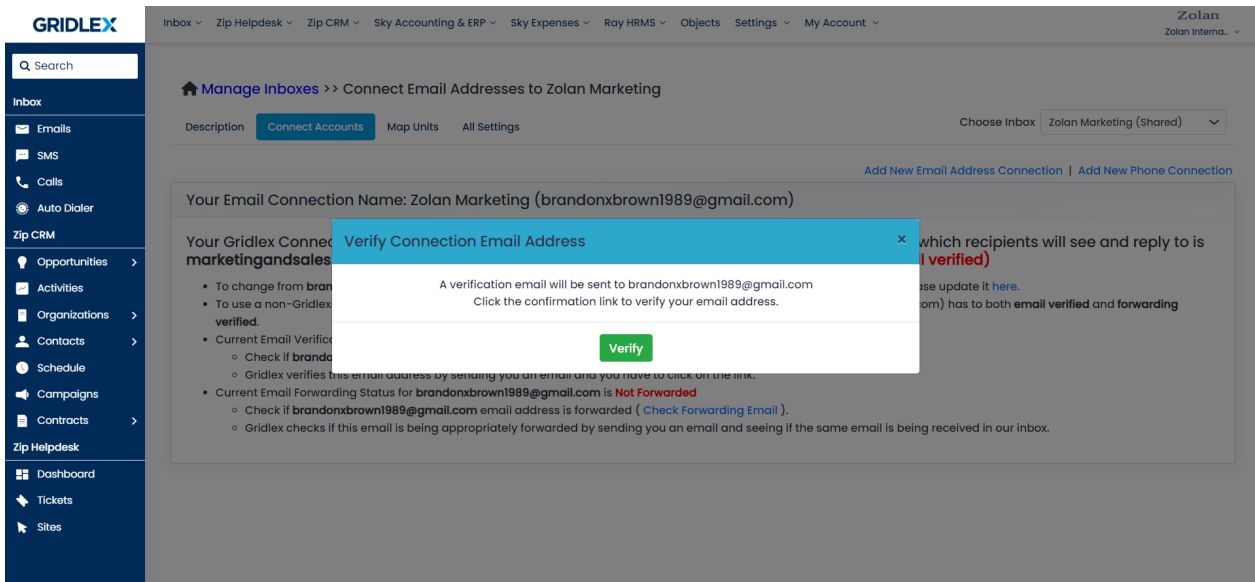 GRIDLEX
Inbox Zip Helpdesk Zip CRM Sky Accounting & ERP Sky Expenses Ray HRMS Objects Settings My Account
Zolan
Zolan Interna..
Search
Inbox
Emails
SMS
Calls
Auto Dialer
Zip CRM
Opportunities
Activities
Organizations
Contacts
Schedule
Campaigns
Contracts
Zip Helpdesk
Dashboard
Tickets
Sites
Manage Inboxes >> Connect Email Addresses to Zolan Marketing
Description Connect Accounts Map Units All Settings
Choose Inbox Zolan Marketing (Shared)
Add New Email Address Connection | Add New Phone Connection
Your Email Connection Name: Zolan Marketing (brandonxbrown1989@gmail.com)
Verify Connection Email Address ×
A verification email will be sent to brandonxbrown1989@gmail.com
Click the confirmation link to verify your email address.
Verify
Your Gridlex which recipients will see and reply to is
marketingandsales verified)
• To change from update it here.
• To use a non-Gridlex has to both email verified and forwarding
verified.
• Current Email
◦ Check if
◦ Gridlex verifies this email address by sending you an email and you have to click on the link.
• Current Email Forwarding Status for brandonxbrown1989@gmail.com is Not Forwarded
◦ Check if brandonxbrown1989@gmail.com email address is forwarded ( Check Forwarding Email ).
◦ Gridlex checks if this email is being appropriately forwarded by sending you an email and seeing if the same email is being received in our inbox.